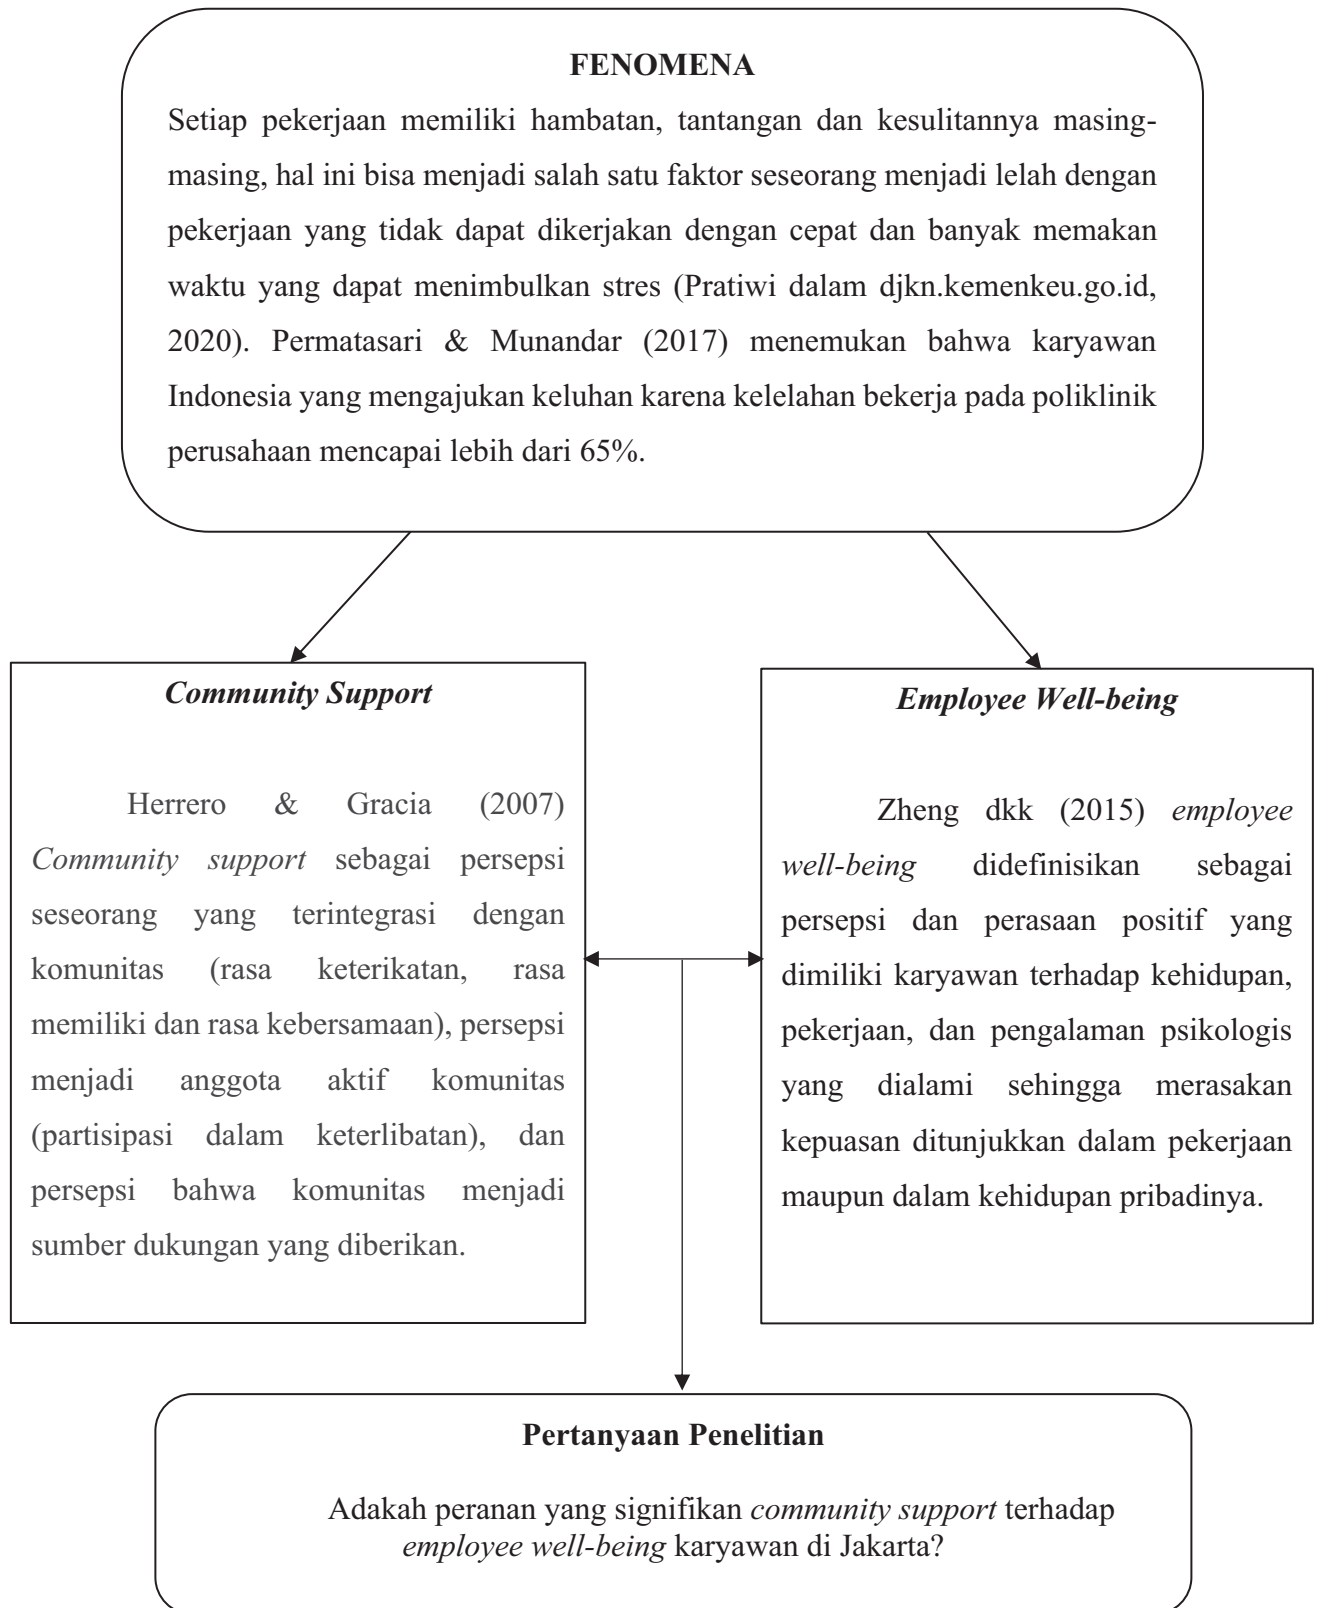 FENOMENA
Setiap pekerjaan memiliki hambatan, tantangan dan kesulitannya masing-
masing, hal ini bisa menjadi salah satu faktor seseorang menjadi lelah dengan
pekerjaan yang tidak dapat dikerjakan dengan cepat dan banyak memakan
waktu yang dapat menimbulkan stres (Pratiwi dalam djkn.kemenkeu.go.id,
2020). Permatasari & Munandar (2017) menemukan bahwa karyawan
Indonesia yang mengajukan keluhan karena kelelahan bekerja pada poliklinik
perusahaan mencapai lebih dari 65%.
Community Support
Herrero & Gracia (2007)
Community support sebagai persepsi
seseorang yang terintegrasi dengan
komunitas (rasa keterikatan, rasa
memiliki dan rasa kebersamaan), persepsi
menjadi anggota aktif komunitas
(partisipasi dalam keterlibatan), dan
persepsi bahwa komunitas menjadi
sumber dukungan yang diberikan.
Employee Well-being
Zheng dkk (2015) employee
well-being didefinisikan sebagai
persepsi dan perasaan positif yang
dimiliki karyawan terhadap kehidupan,
pekerjaan, dan pengalaman psikologis
yang dialami sehingga merasakan
kepuasan ditunjukkan dalam pekerjaan
maupun dalam kehidupan pribadinya.
Pertanyaan Penelitian
Adakah peranan yang signifikan community support terhadap
employee well-being karyawan di Jakarta?